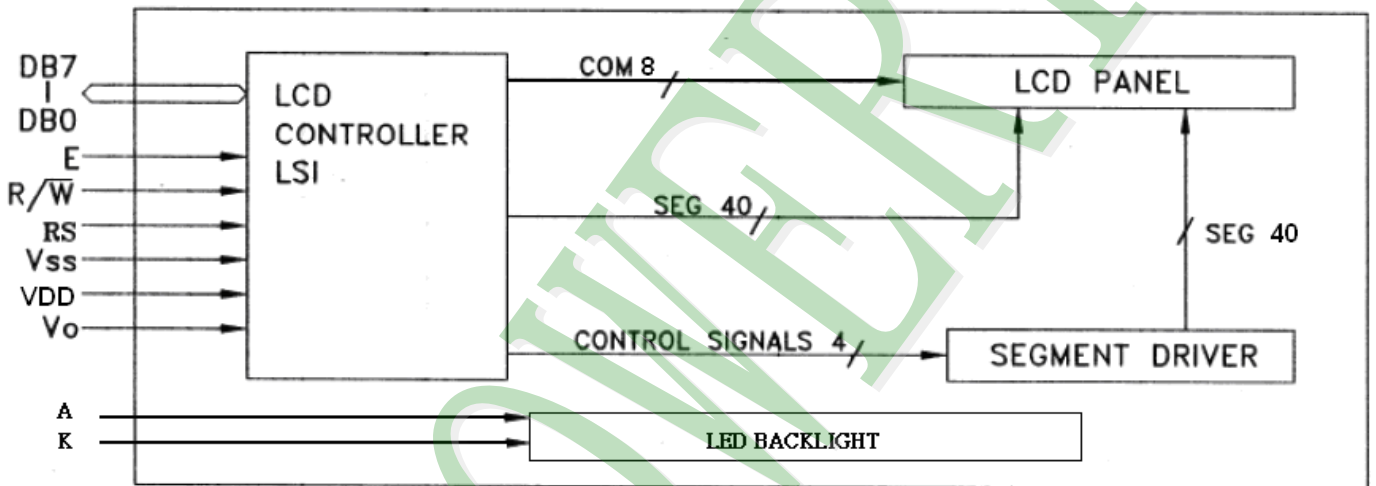 DB7
DB0
E
R/W̅
RS
Vss
VDD
Vo
A
K
LCD
CONTROLLER
LSI
COM 8
SEG 40
CONTROL SIGNALS 4
LCD PANEL
SEG 40
SEGMENT DRIVER
LED BACKLIGHT